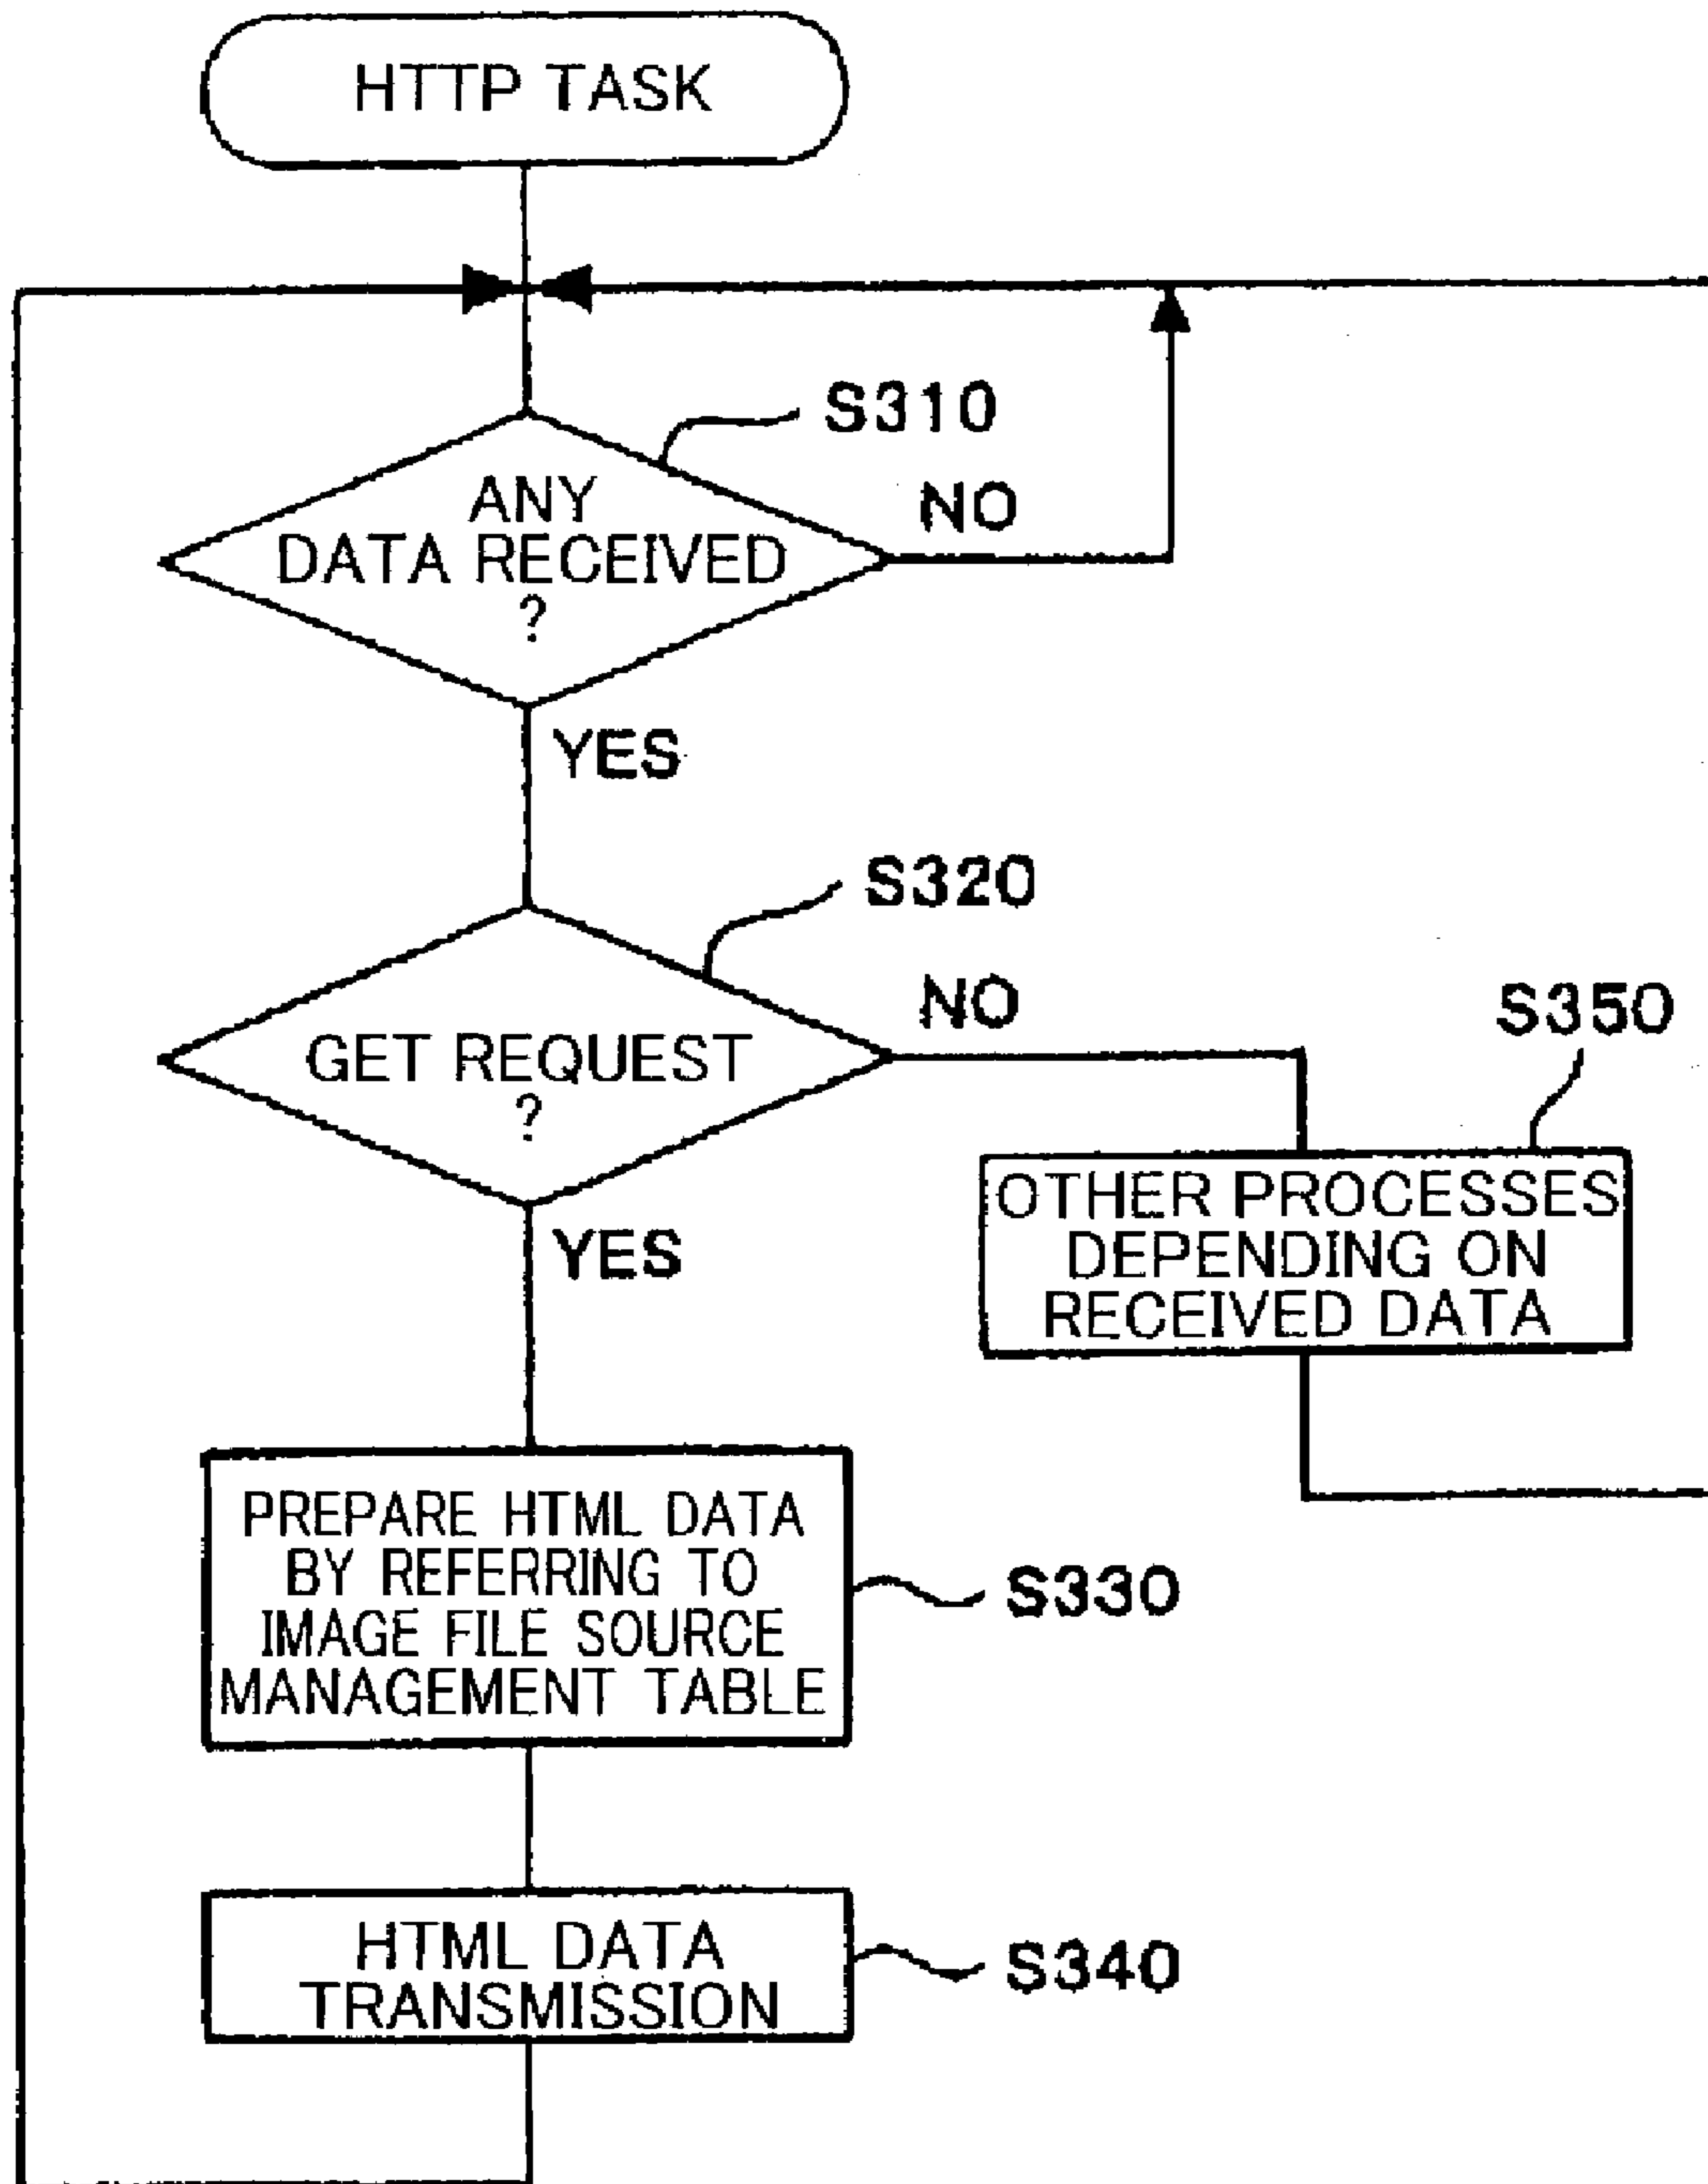 HTTP TASK
S310
ANY
DATA RECEIVED
?
NO
YES
S320
GET REQUEST
?
NO
YES
S350
OTHER PROCESSES
DEPENDING ON
RECEIVED DATA
PREPARE HTML DATA
BY REFERRING TO
IMAGE FILE SOURCE
MANAGEMENT TABLE
S330
HTML DATA
TRANSMISSION
S340